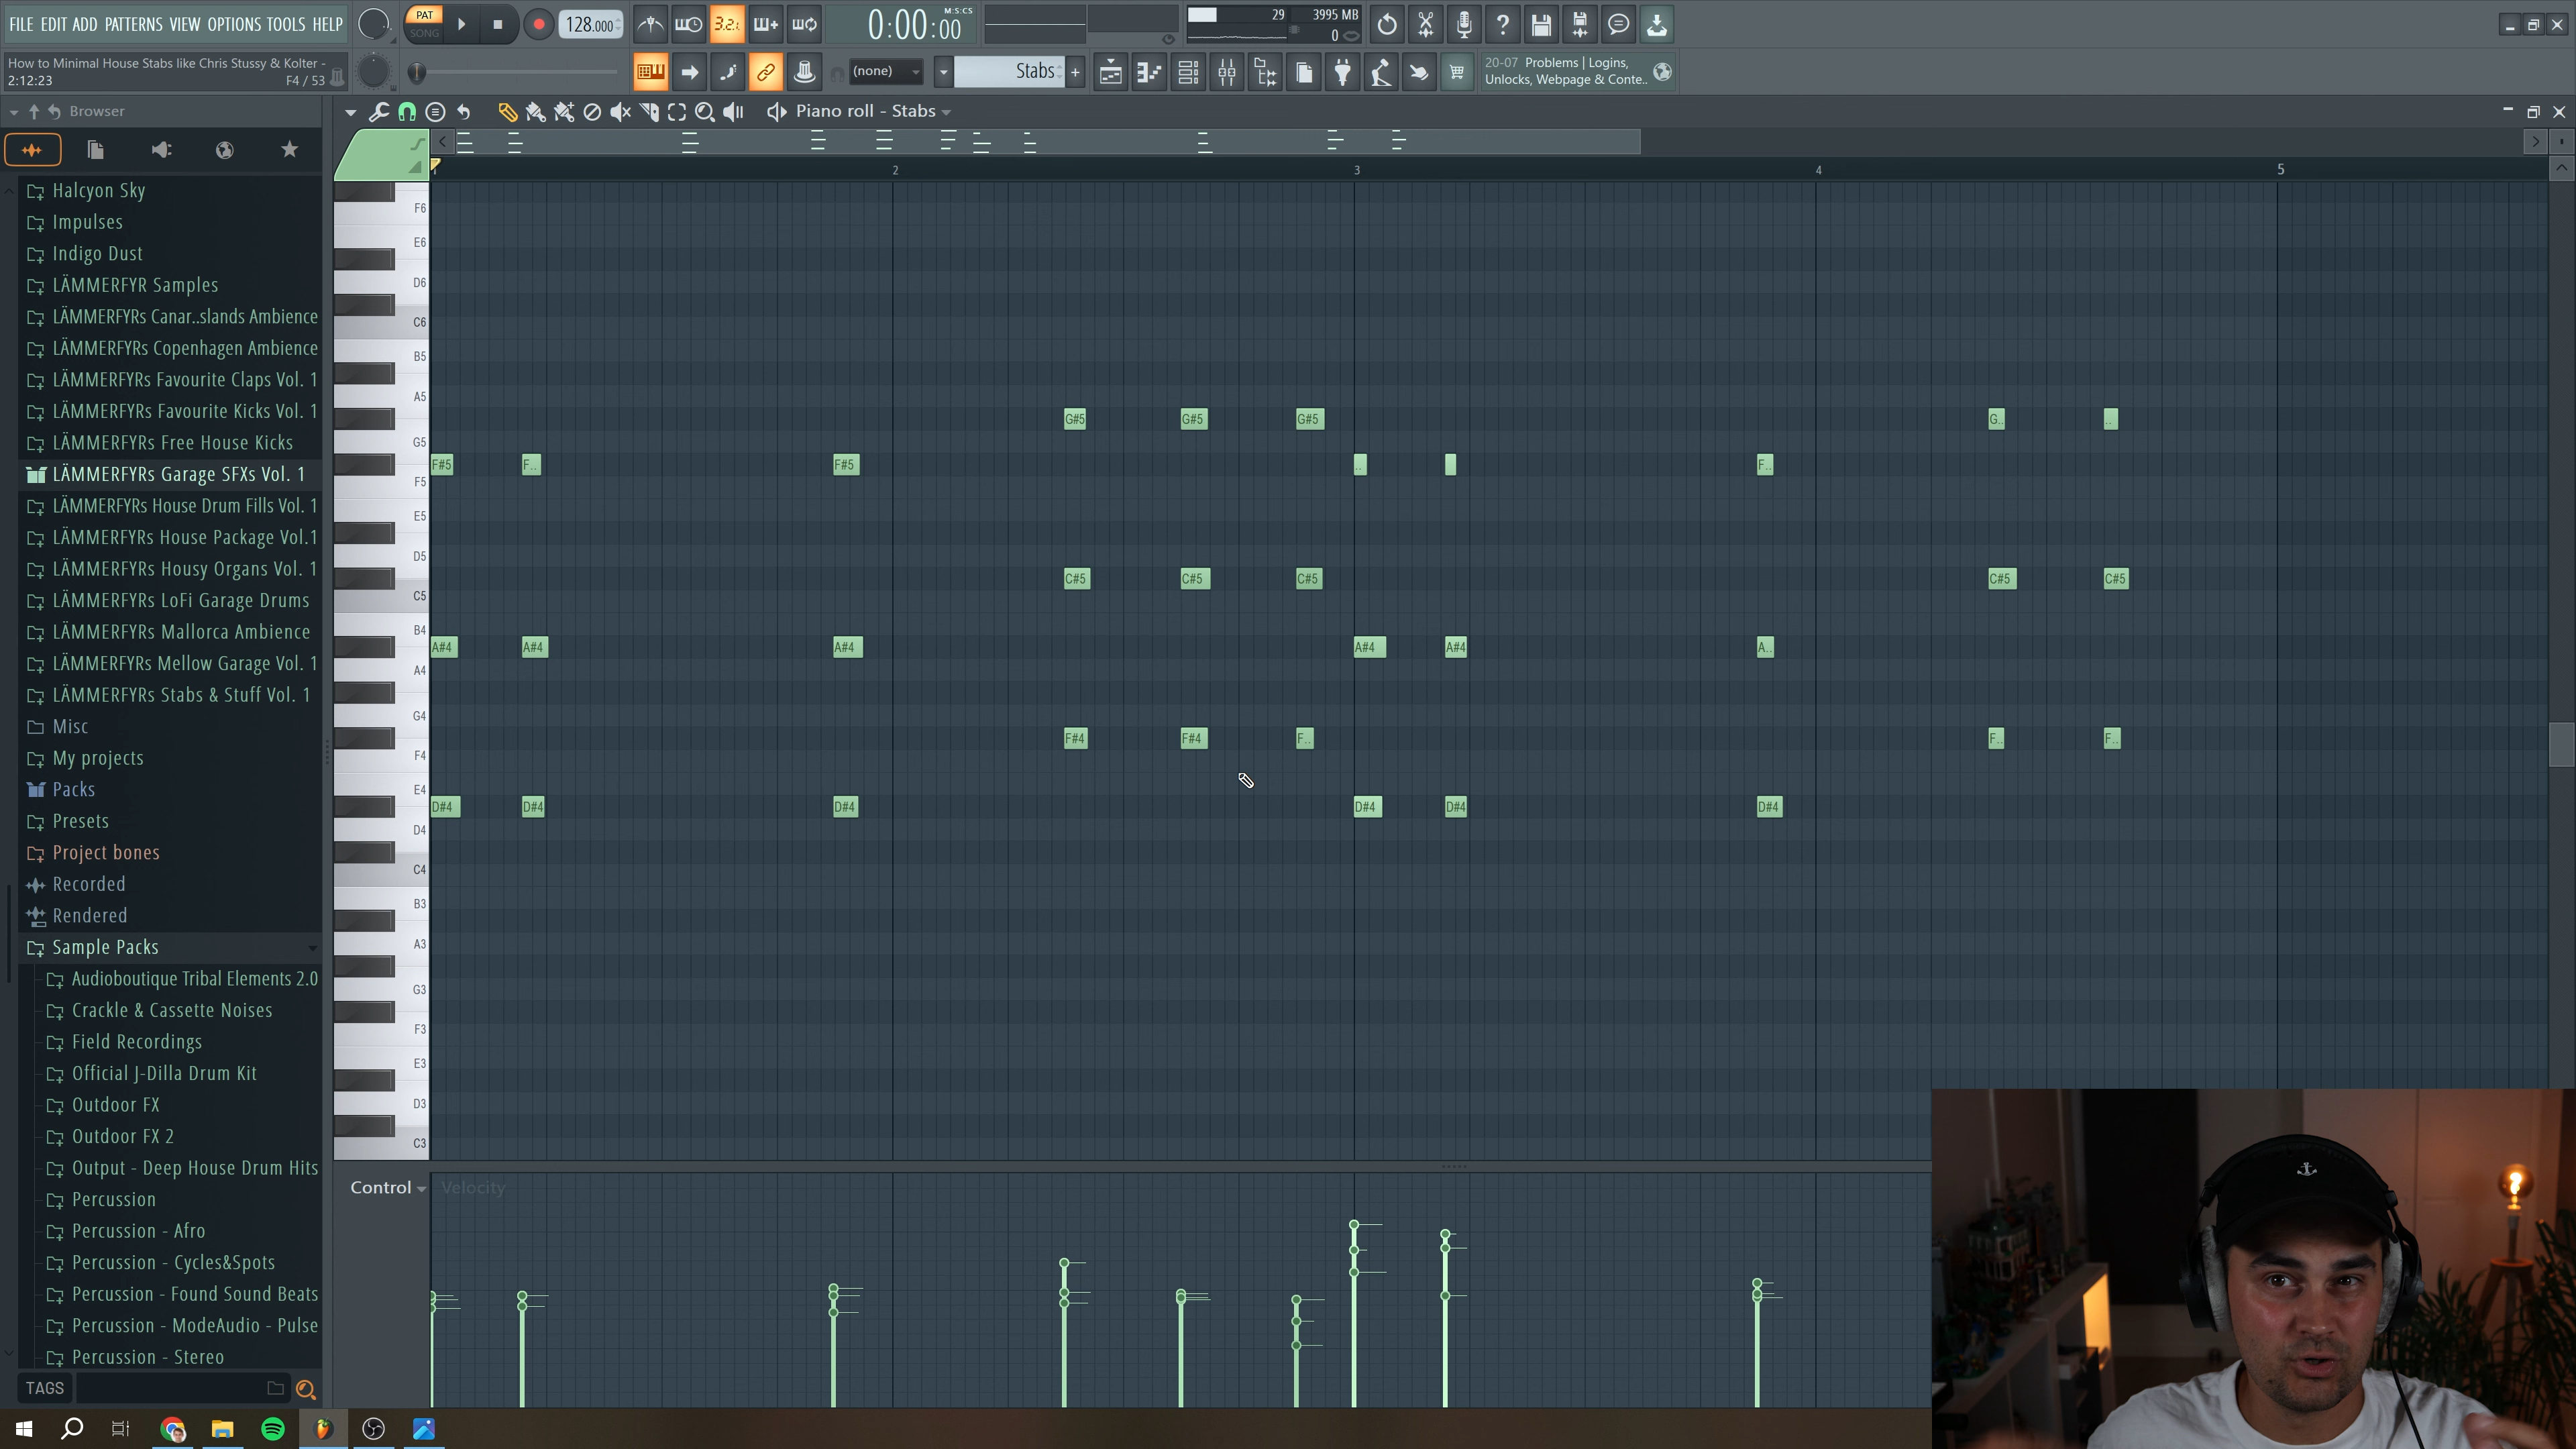 FILE EDIT ADD PATTERNS VIEW OPTIONS TOOLS HELP
PAT
SONG
128.000
3.2.
0:00:00
M:S:CS
29
3995 MB
0
How to Minimal House Stabs like Chris Stussy & Kolter -
2:12:23
F4 / 53
(none)
Stabs
20-07 Problems | Logins,
Unlocks, Webpage & Conte..
Browser
Piano roll - Stabs
Halcyon Sky
Impulses
Indigo Dust
LÄMMERFYR Samples
LÄMMERFYRs Canar..slands Ambience
LÄMMERFYRs Copenhagen Ambience
LÄMMERFYRs Favourite Claps Vol. 1
LÄMMERFYRs Favourite Kicks Vol. 1
LÄMMERFYRs Free House Kicks
LÄMMERFYRs Garage SFXs Vol. 1
LÄMMERFYRs House Drum Fills Vol. 1
LÄMMERFYRs House Package Vol.1
LÄMMERFYRs Housy Organs Vol. 1
LÄMMERFYRs LoFi Garage Drums
LÄMMERFYRs Mallorca Ambience
LÄMMERFYRs Mellow Garage Vol. 1
LÄMMERFYRs Stabs & Stuff Vol. 1
Misc
My projects
Packs
Presets
Project bones
Recorded
Rendered
Sample Packs
Audioboutique Tribal Elements 2.0
Crackle & Cassette Noises
Field Recordings
Official J-Dilla Drum Kit
Outdoor FX
Outdoor FX 2
Output - Deep House Drum Hits
Percussion
Percussion - Afro
Percussion - Cycles&Spots
Percussion - Found Sound Beats
Percussion - ModeAudio - Pulse
Percussion - Stereo
TAGS
1 2 3 4 5
F6
E6
D6
C6
B5
A5
G#5 G#5 G#5 G.. ..
G5
F#5 F.. F#5 .. F..
F5
E5
D5
C#5 C#5 C#5 C#5 C#5
C5
B4
A#4 A#4 A#4 A#4 A#4 A..
A4
G4
F#4 F#4 F.. F.. F..
F4
E4
D#4 D#4 D#4 D#4 D#4 D#4
D4
C4
B3
A3
G3
F3
E3
D3
C3
Control
Velocity